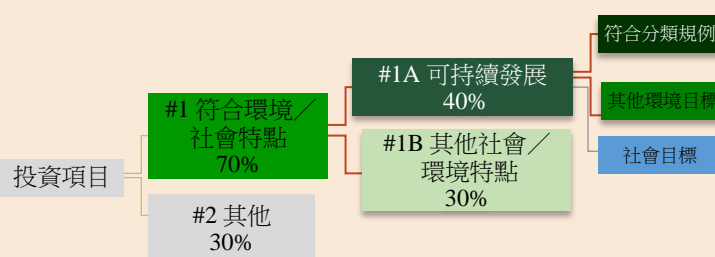 投資項目
#1 符合環境／
社會特點
70%
#2 其他
30%
#1A 可持續發展
40%
#1B 其他社會／
環境特點
30%
符合分類規例
其他環境目標
社會目標